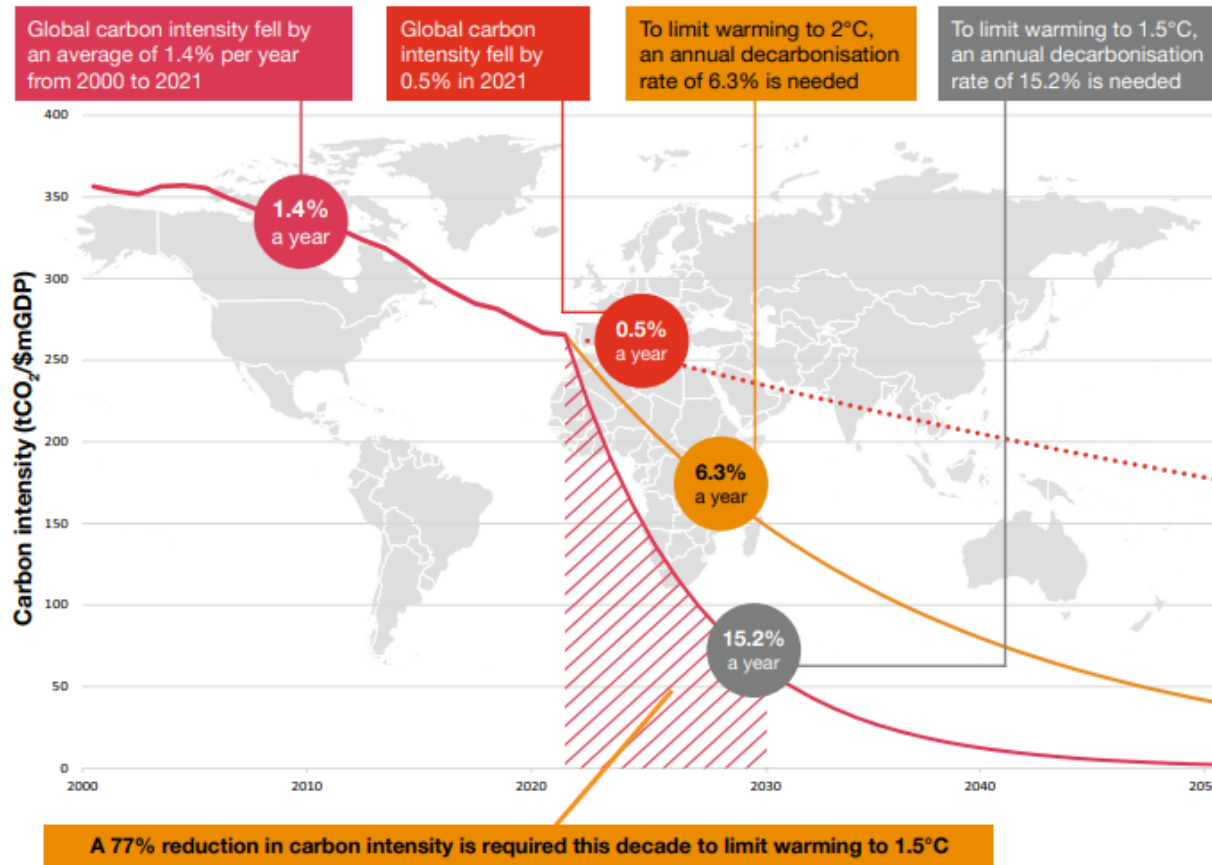 Global carbon intensity fell by
an average of 1.4% per year
from 2000 to 2021
Global carbon
intensity fell by
0.5% in 2021
To limit warming to 2°C,
an annual decarbonisation
rate of 6.3% is needed
To limit warming to 1.5°C,
an annual decarbonisation
rate of 15.2% is needed
Carbon intensity (tCO₂/$mGDP)
400
350
300
250
200
150
100
50
0
1.4%
a year
0.5%
a year
6.3%
a year
15.2%
a year
2000
2010
2020
2030
2040
205
A 77% reduction in carbon intensity is required this decade to limit warming to 1.5°C